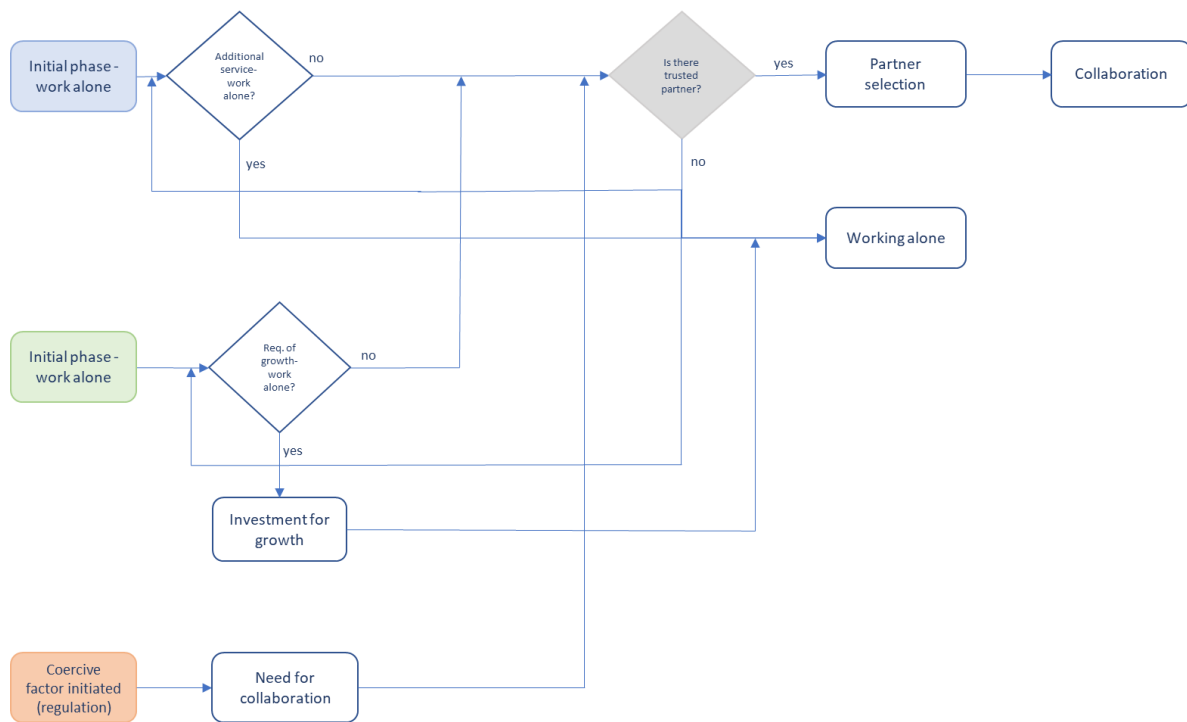 Initial phase -
work alone
Additional
service-
work
alone?
no
yes
Is there
trusted
partner?
yes
no
Partner
selection
Collaboration
Working alone
Initial phase -
work alone
Req. of
growth-
work
alone?
no
yes
Investment for
growth
Coercive
factor initiated
(regulation)
Need for
collaboration